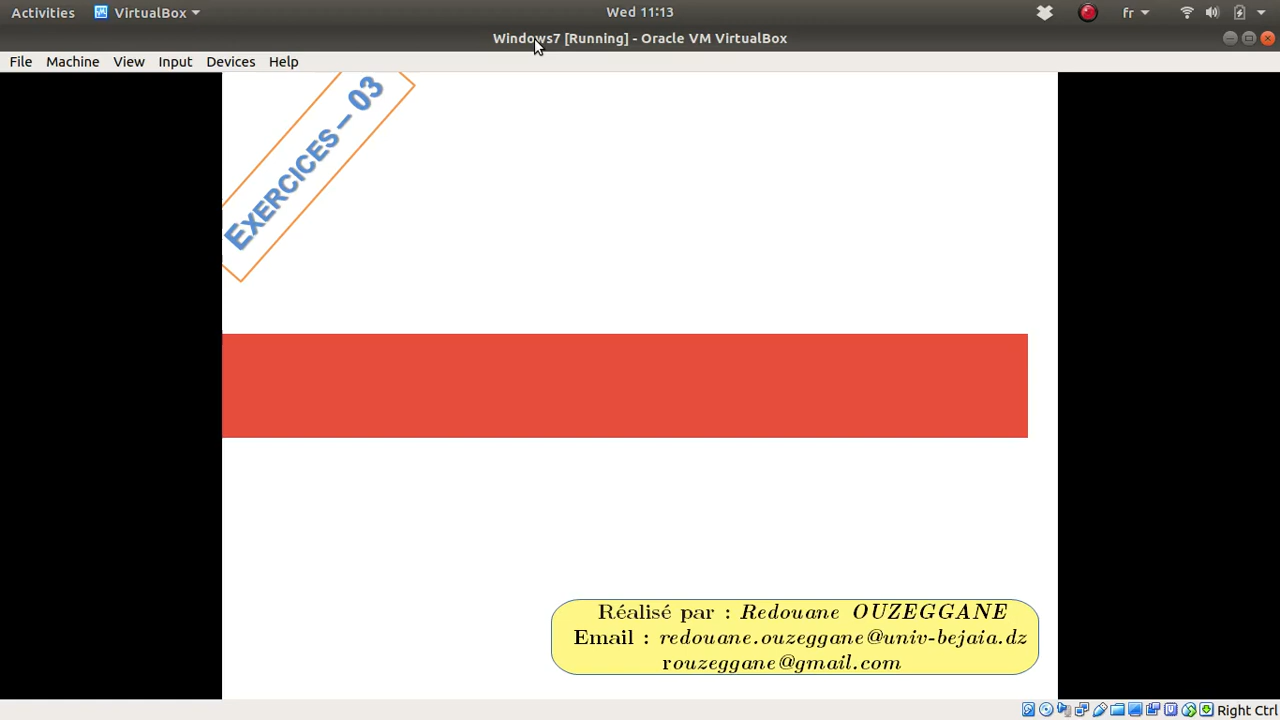 Activities VirtualBox Wed 11:13 fr
Windows7 [Running] - Oracle VM VirtualBox
File Machine View Input Devices Help
EXERCICES – 03
Réalisé par : Redouane OUZEGGANE
Email : redouane.ouzeggane@univ-bejaia.dz
rouzeggane@gmail.com
Right Ctrl